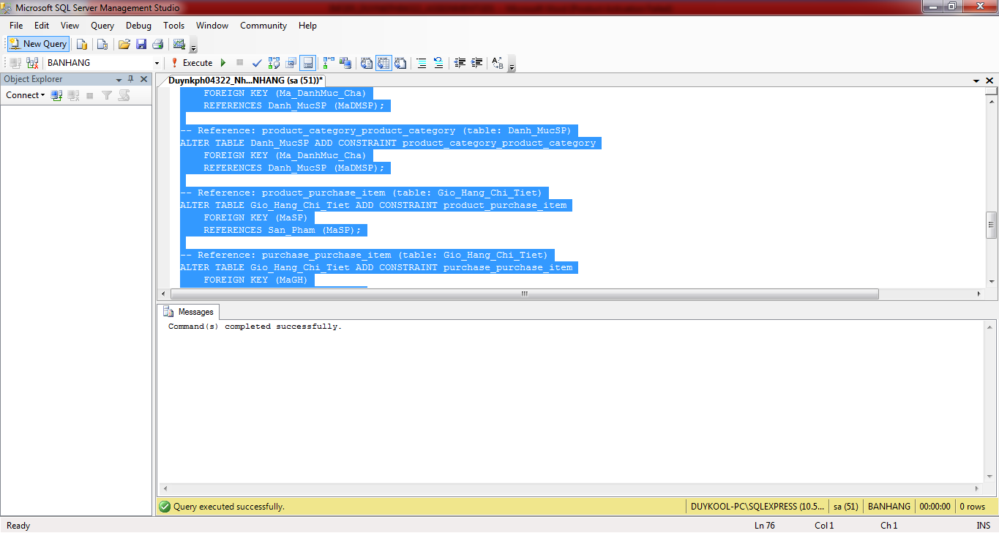 Microsoft SQL Server Management Studio
File Edit View Query Debug Tools Window Community Help
New Query
BANHANG Execute
Object Explorer
Connect
Duynkph04322_Nh...NHANG (sa (51))*
FOREIGN KEY (Ma_DanhMuc_Cha)
REFERENCES Danh_MucSP (MaDMSP);
-- Reference: product_category_product_category (table: Danh_MucSP)
ALTER TABLE Danh_MucSP ADD CONSTRAINT product_category_product_category
FOREIGN KEY (Ma_DanhMuc_Cha)
REFERENCES Danh_MucSP (MaDMSP);
-- Reference: product_purchase_item (table: Gio_Hang_Chi_Tiet)
ALTER TABLE Gio_Hang_Chi_Tiet ADD CONSTRAINT product_purchase_item
FOREIGN KEY (MaSP)
REFERENCES San_Pham (MaSP);
-- Reference: purchase_purchase_item (table: Gio_Hang_Chi_Tiet)
ALTER TABLE Gio_Hang_Chi_Tiet ADD CONSTRAINT purchase_purchase_item
FOREIGN KEY (MaGH)
Messages
Command(s) completed successfully.
Query executed successfully. DUYKOOL-PC\SQLEXPRESS (10.5... sa (51) BANHANG 00:00:00 0 rows
Ready Ln 76 Col 1 Ch 1 INS